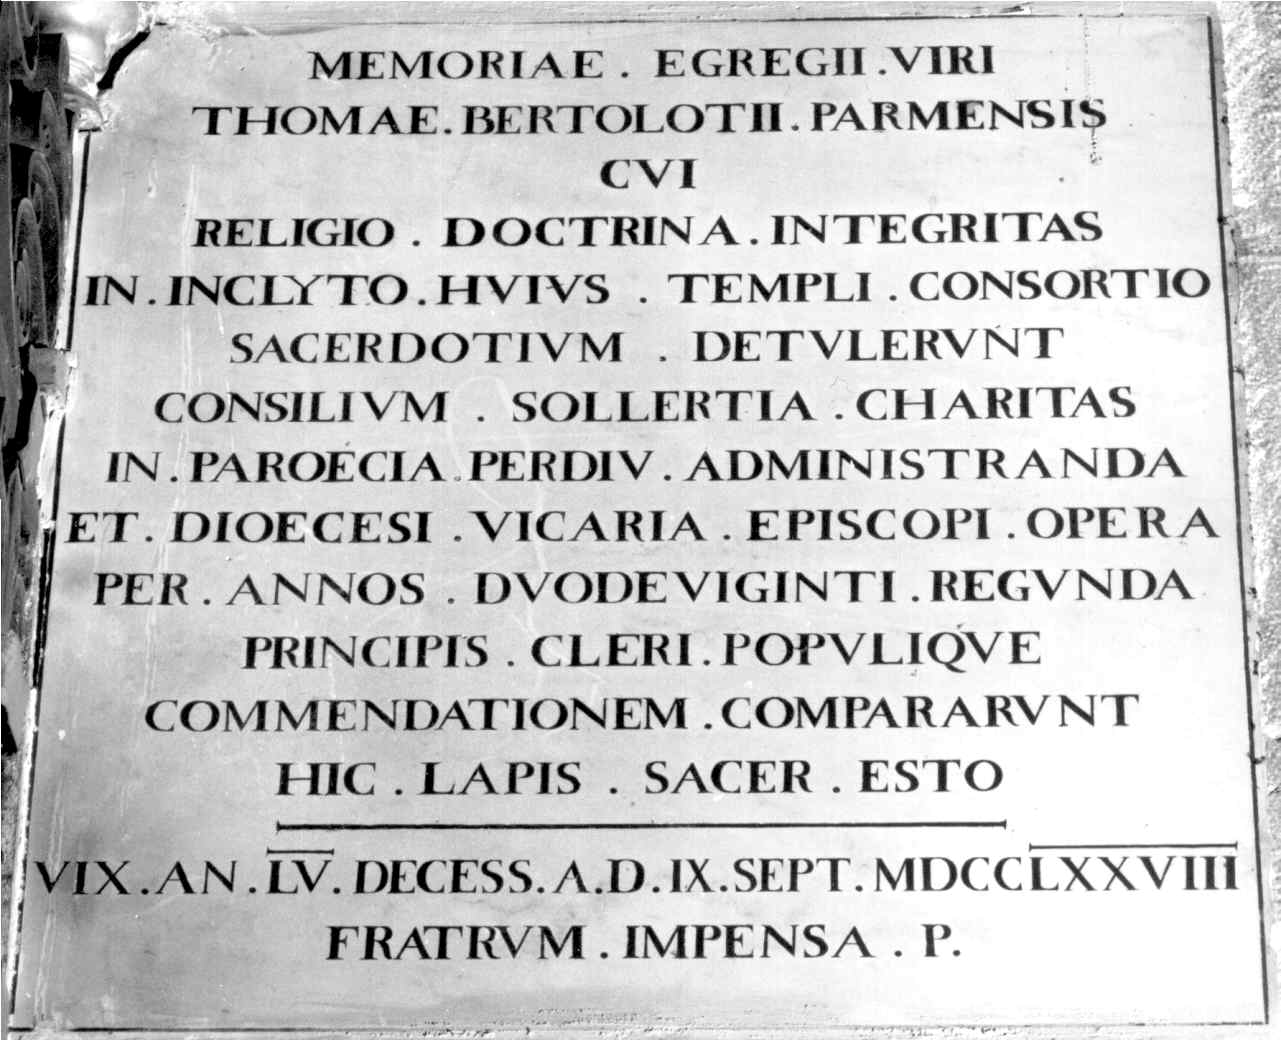 MEMORIAE . EGREGII . VIRI
THOMAE . BERTOLOTII . PARMENSIS
CVI
RELIGIO . DOCTRINA . INTEGRITAS
IN . INCLYTO . HVIVS . TEMPLI . CONSORTIO
SACERDOTIVM . DETVLERVNT
CONSILIVM . SOLLERTIA . CHARITAS
IN . PAROECIA . PERDIV . ADMINISTRANDA
ET . DIOECESI . VICARIA . EPISCOPI . OPERA
PER . ANNOS . DVODEVIGINTI . REGVNDA
PRINCIPIS . CLERI . POPVLIQVE
COMMENDATIONEM . COMPARARVNT
HIC . LAPIS . SACER . ESTO
VIX . AN . LV . DECESS . A . D . IX . SEPT . MDCCLXXVIII
FRATRVM . IMPENSA . P .